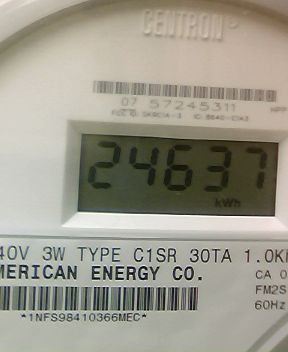 CENTRON
07 57245311
24637
kWh
40V 3W TYPE C1SR 30TA 1.0K
MERICAN ENERGY CO.
CA 0
FM2S
60Hz
*1NFS98410366MEC*